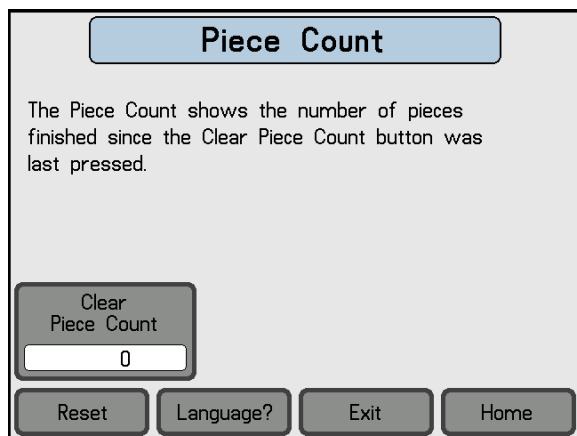 Piece Count
The Piece Count shows the number of pieces
finished since the Clear Piece Count button was
last pressed.
Clear
Piece Count
0
Reset
Language?
Exit
Home